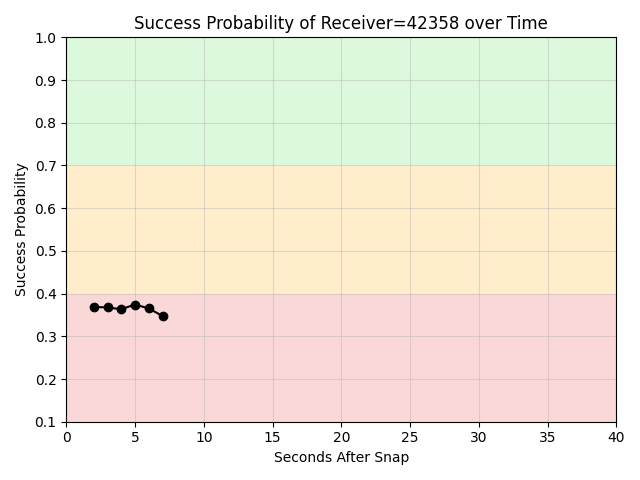 Success Probability of Receiver=42358 over Time
1.0
0.9
0.8
0.7
0.6
0.5
0.4
0.3
0.2
0.1
Success Probability
0 5 10 15 20 25 30 35 40
Seconds After Snap